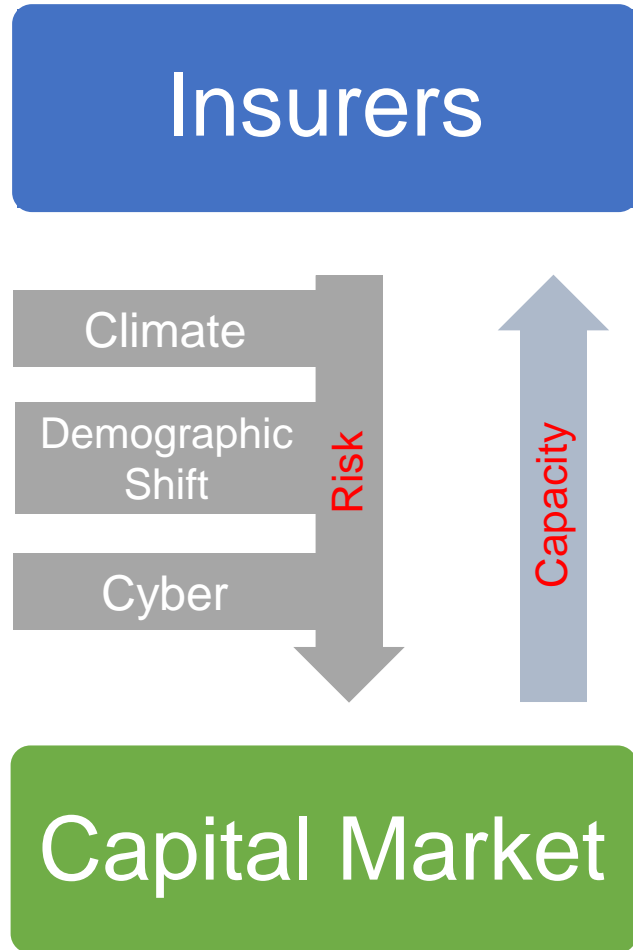 Insurers
Climate
Demographic
Shift
Cyber
Risk
Capacity
Capital Market